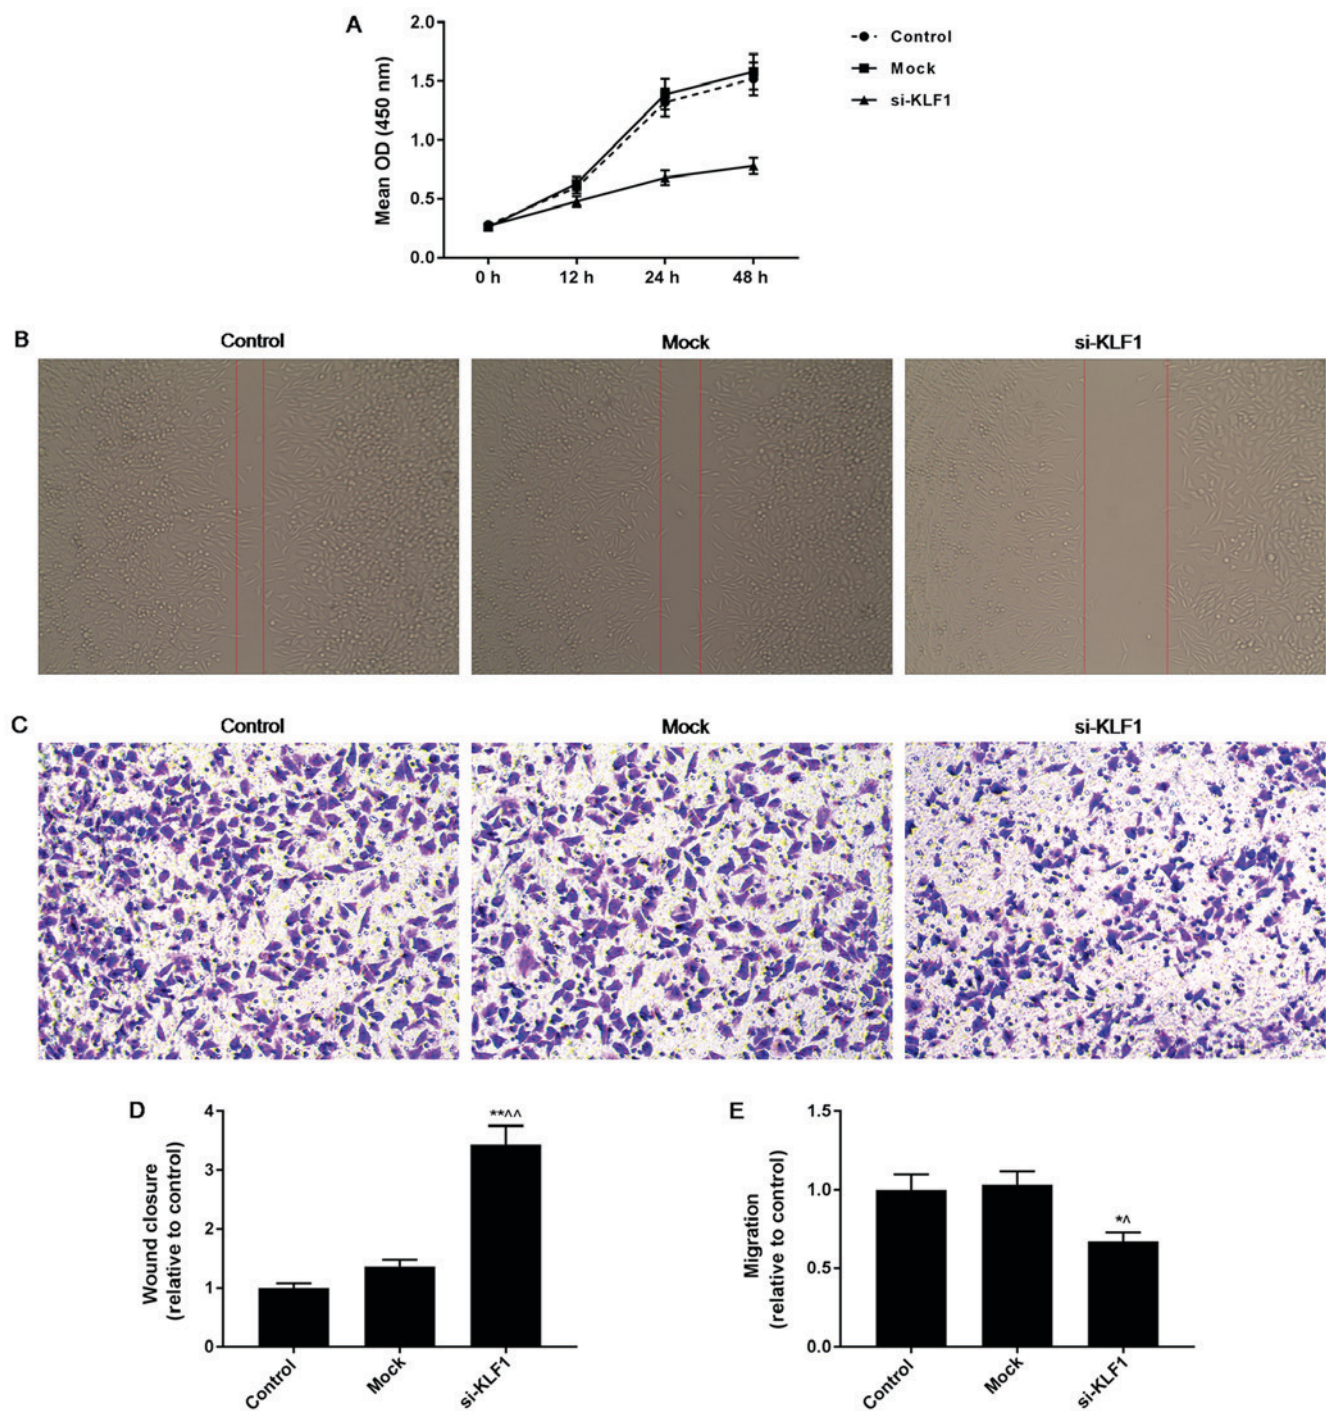 A
2.0
1.5
1.0
0.5
0.0
Mean OD (450 nm)
0 h
12 h
24 h
48 h
Control
Mock
si-KLF1
B
Control
Mock
si-KLF1
C
Control
Mock
si-KLF1
D
4
3
2
1
0
Wound closure
(relative to control)
**^^
Control
Mock
si-KLF1
E
1.5
1.0
0.5
0.0
Migration
(relative to control)
*^
Control
Mock
si-KLF1